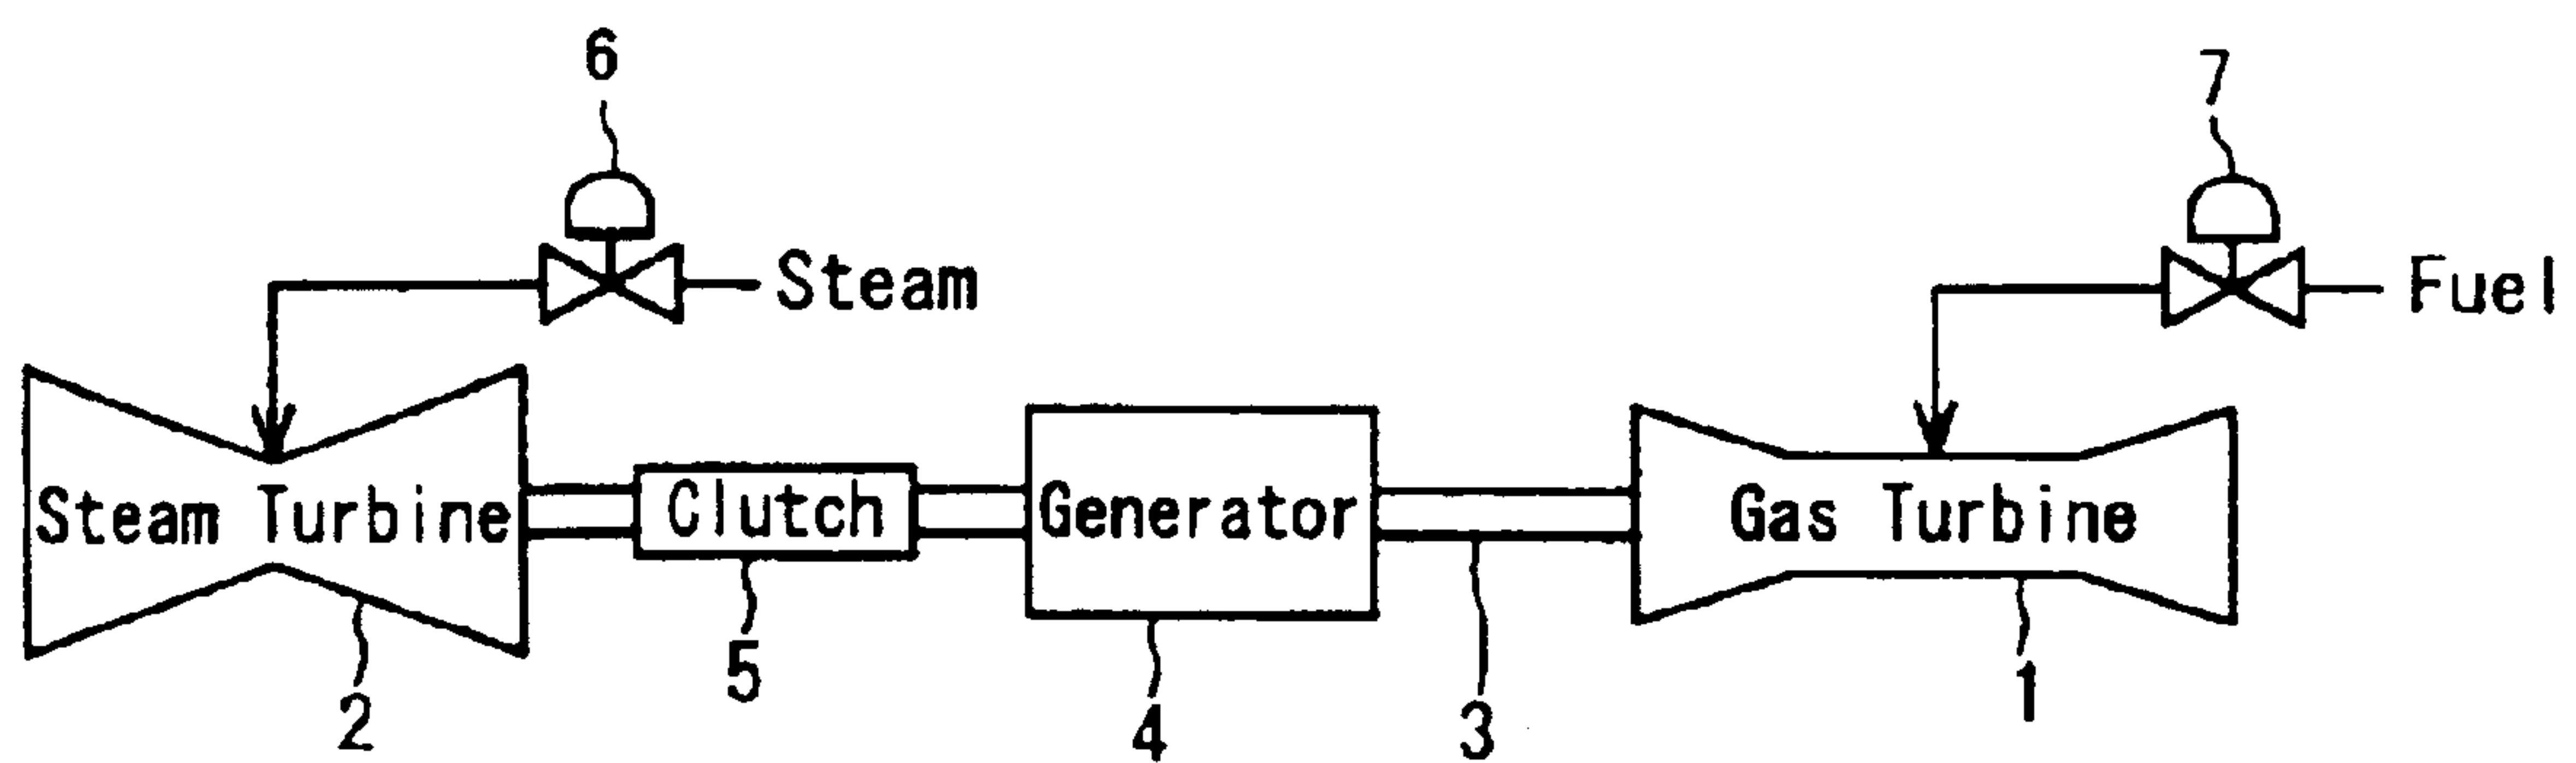 6
7
Steam
Fuel
Steam Turbine
Clutch
Generator
Gas Turbine
5
1
2
4
3